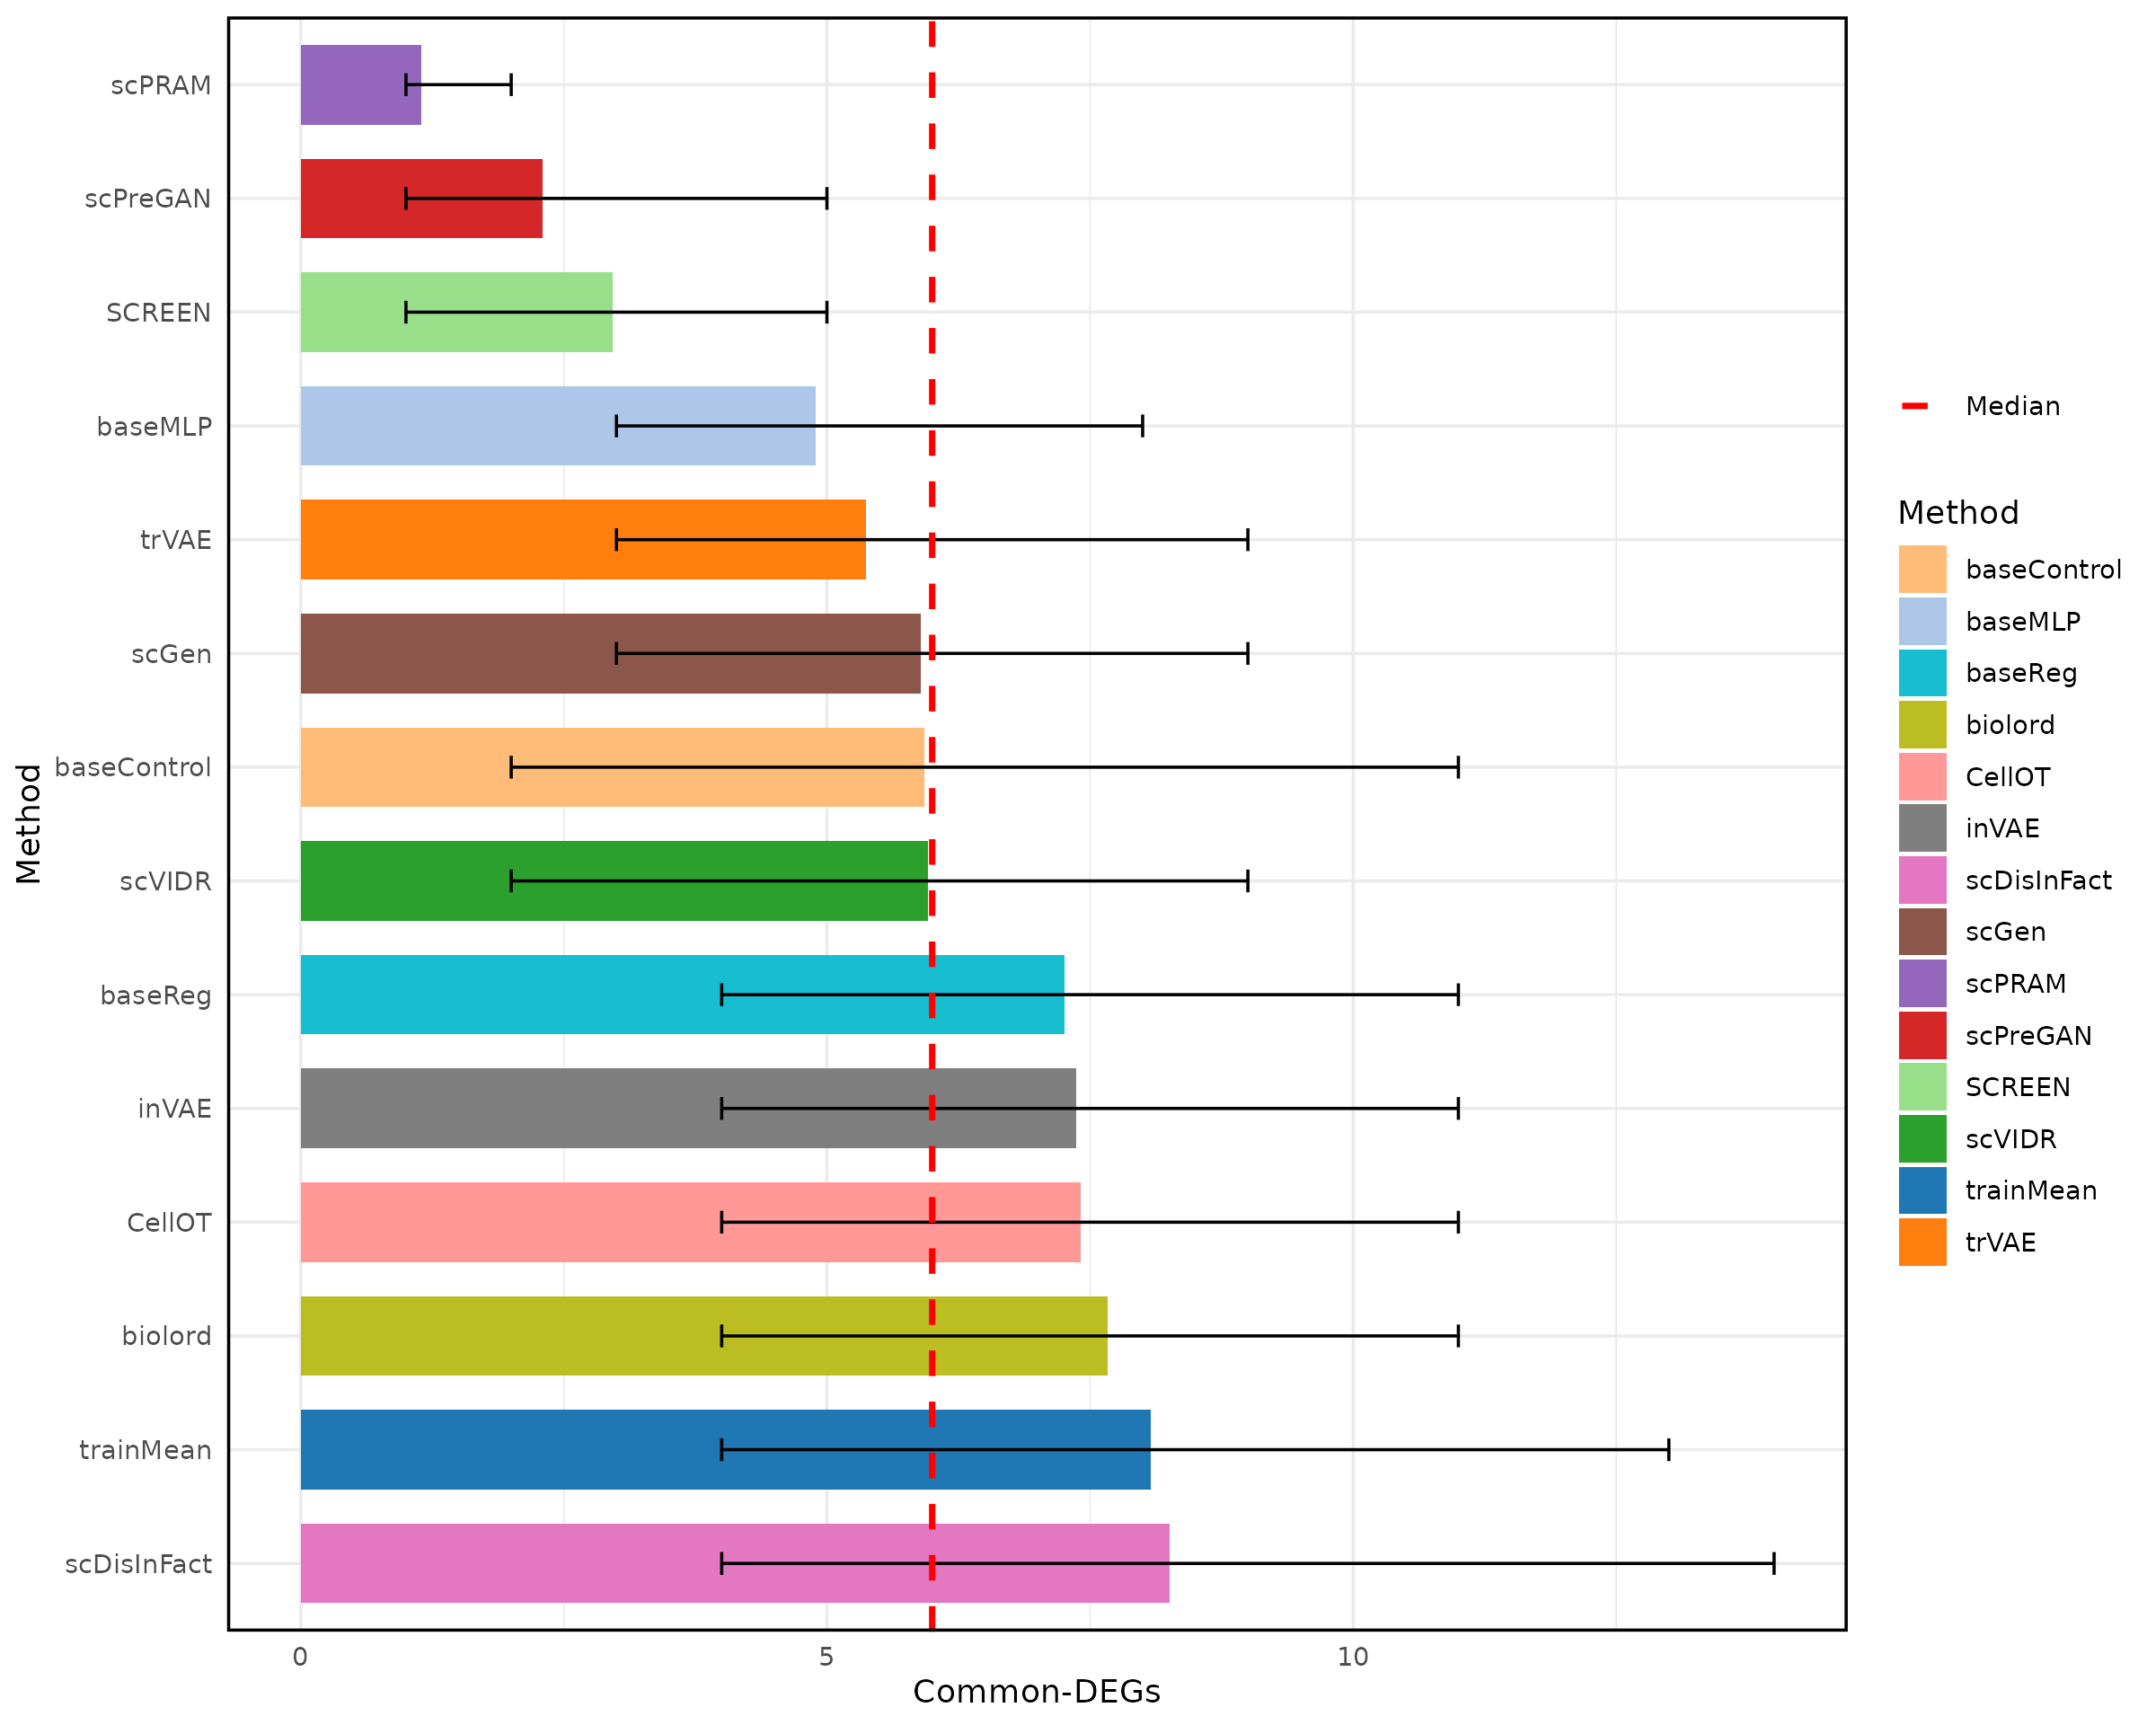 scPRAM
scPreGAN
SCREEN
baseMLP
trVAE
scGen
baseControl
scVIDR
baseReg
inVAE
CellOT
biolord
trainMean
scDisInFact
Method
0 5 10
Common-DEGs
Median
Method
baseControl
baseMLP
baseReg
biolord
CellOT
inVAE
scDisInFact
scGen
scPRAM
scPreGAN
SCREEN
scVIDR
trainMean
trVAE